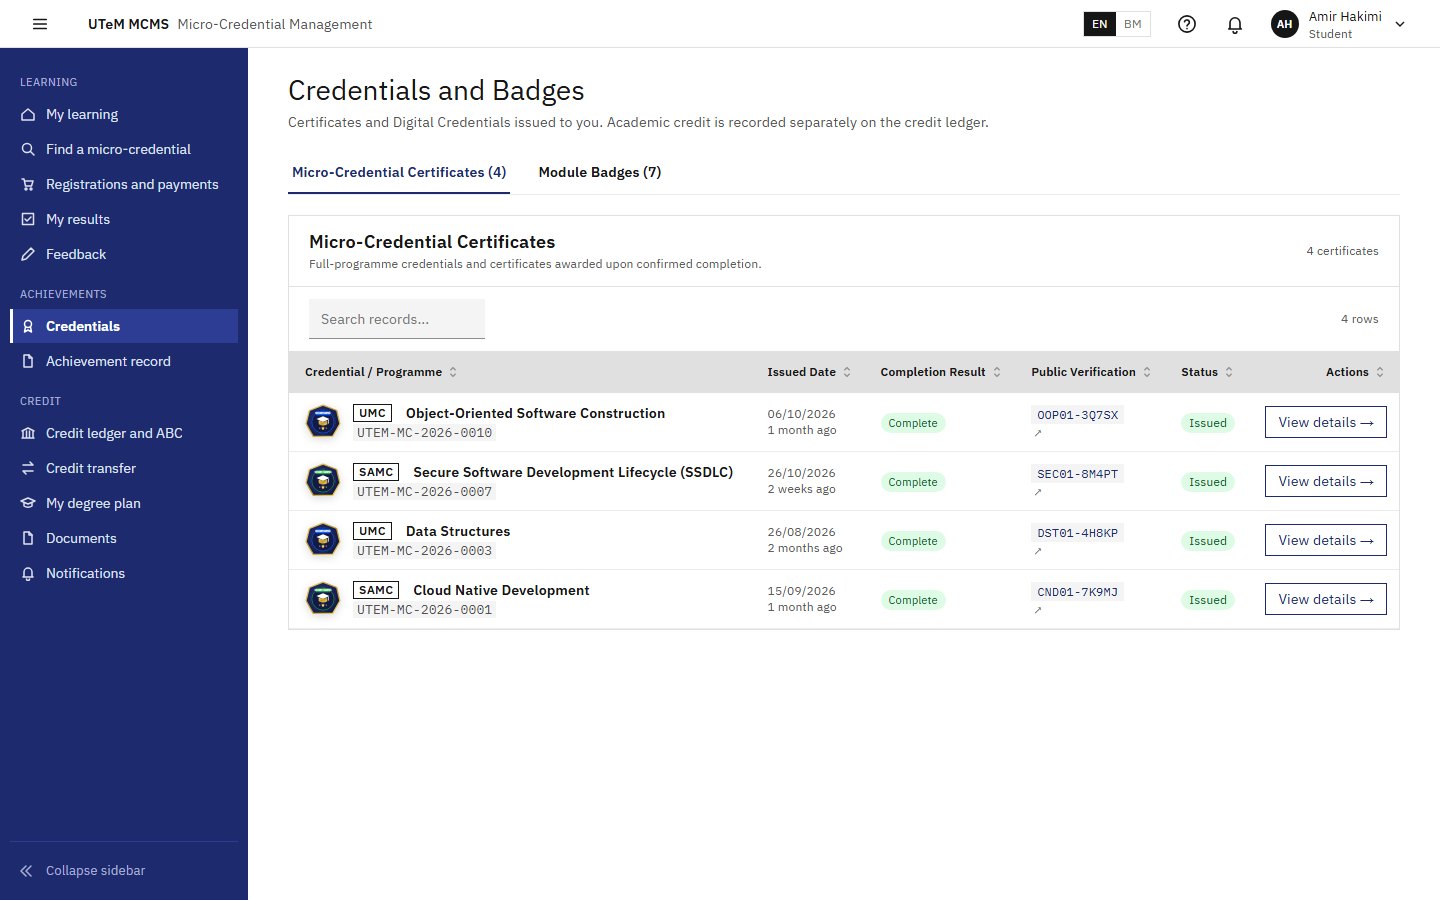 UTeM MCMS Micro-Credential Management
EN BM
AH
Amir Hakimi
Student
LEARNING
My learning
Find a micro-credential
Registrations and payments
My results
Feedback
ACHIEVEMENTS
Credentials
Achievement record
CREDIT
Credit ledger and ABC
Credit transfer
My degree plan
Documents
Notifications
Collapse sidebar
Credentials and Badges
Certificates and Digital Credentials issued to you. Academic credit is recorded separately on the credit ledger.
Micro-Credential Certificates (4) Module Badges (7)
Micro-Credential Certificates
Full-programme credentials and certificates awarded upon confirmed completion.
4 certificates
Search records...
4 rows
Credential / Programme Issued Date Completion Result Public Verification Status Actions
UMC Object-Oriented Software Construction
UTEM-MC-2026-0010
06/10/2026
1 month ago
Complete
OOP01-3Q7SX
↗
Issued
View details →
SAMC Secure Software Development Lifecycle (SSDLC)
UTEM-MC-2026-0007
26/10/2026
2 weeks ago
Complete
SEC01-8M4PT
↗
Issued
View details →
UMC Data Structures
UTEM-MC-2026-0003
26/08/2026
2 months ago
Complete
DST01-4H8KP
↗
Issued
View details →
SAMC Cloud Native Development
UTEM-MC-2026-0001
15/09/2026
1 month ago
Complete
CND01-7K9MJ
↗
Issued
View details →